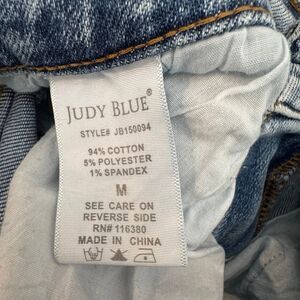 JUDY BLUE®
STYLE# JB150094
94% COTTON
5% POLYESTER
1% SPANDEX
M
SEE CARE ON
REVERSE SIDE
RN# 116380
MADE IN CHINA